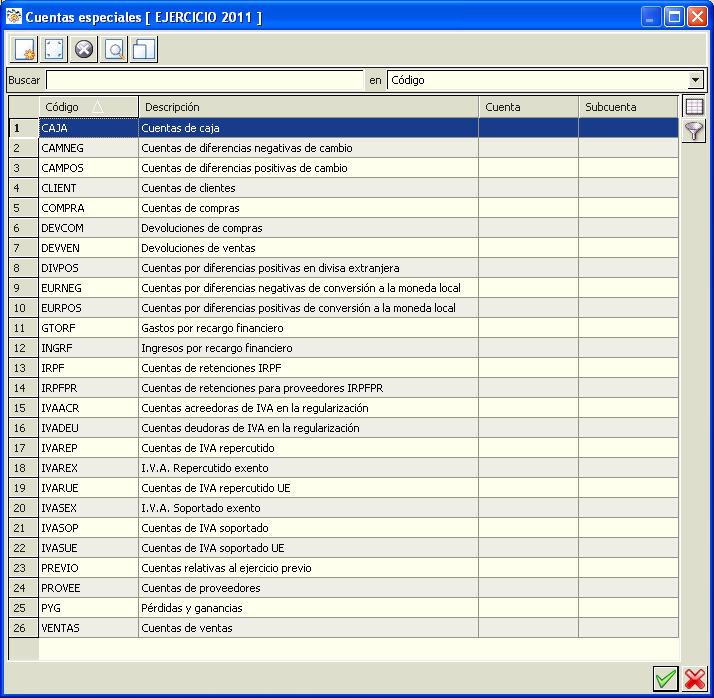 Cuentas especiales [ EJERCICIO 2011 ]
Buscar en Código
Código Descripción Cuenta Subcuenta
1 CAJA Cuentas de caja
2 CAMNEG Cuentas de diferencias negativas de cambio
3 CAMPOS Cuentas de diferencias positivas de cambio
4 CLIENT Cuentas de clientes
5 COMPRA Cuentas de compras
6 DEVCOM Devoluciones de compras
7 DEVVEN Devoluciones de ventas
8 DIVPOS Cuentas por diferencias positivas en divisa extranjera
9 EURNEG Cuentas por diferencias negativas de conversión a la moneda local
10 EURPOS Cuentas por diferencias positivas de conversión a la moneda local
11 GTORF Gastos por recargo financiero
12 INGRF Ingresos por recargo financiero
13 IRPF Cuentas de retenciones IRPF
14 IRPFPR Cuentas de retenciones para proveedores IRPFPR
15 IVAACR Cuentas acreedoras de IVA en la regularización
16 IVADEU Cuentas deudoras de IVA en la regularización
17 IVAREP Cuentas de IVA repercutido
18 IVAREX I.V.A. Repercutido exento
19 IVARUE Cuentas de IVA repercutido UE
20 IVASEX I.V.A. Soportado exento
21 IVASOP Cuentas de IVA soportado
22 IVASUE Cuentas de IVA soportado UE
23 PREVIO Cuentas relativas al ejercicio previo
24 PROVEE Cuentas de proveedores
25 PYG Pérdidas y ganancias
26 VENTAS Cuentas de ventas